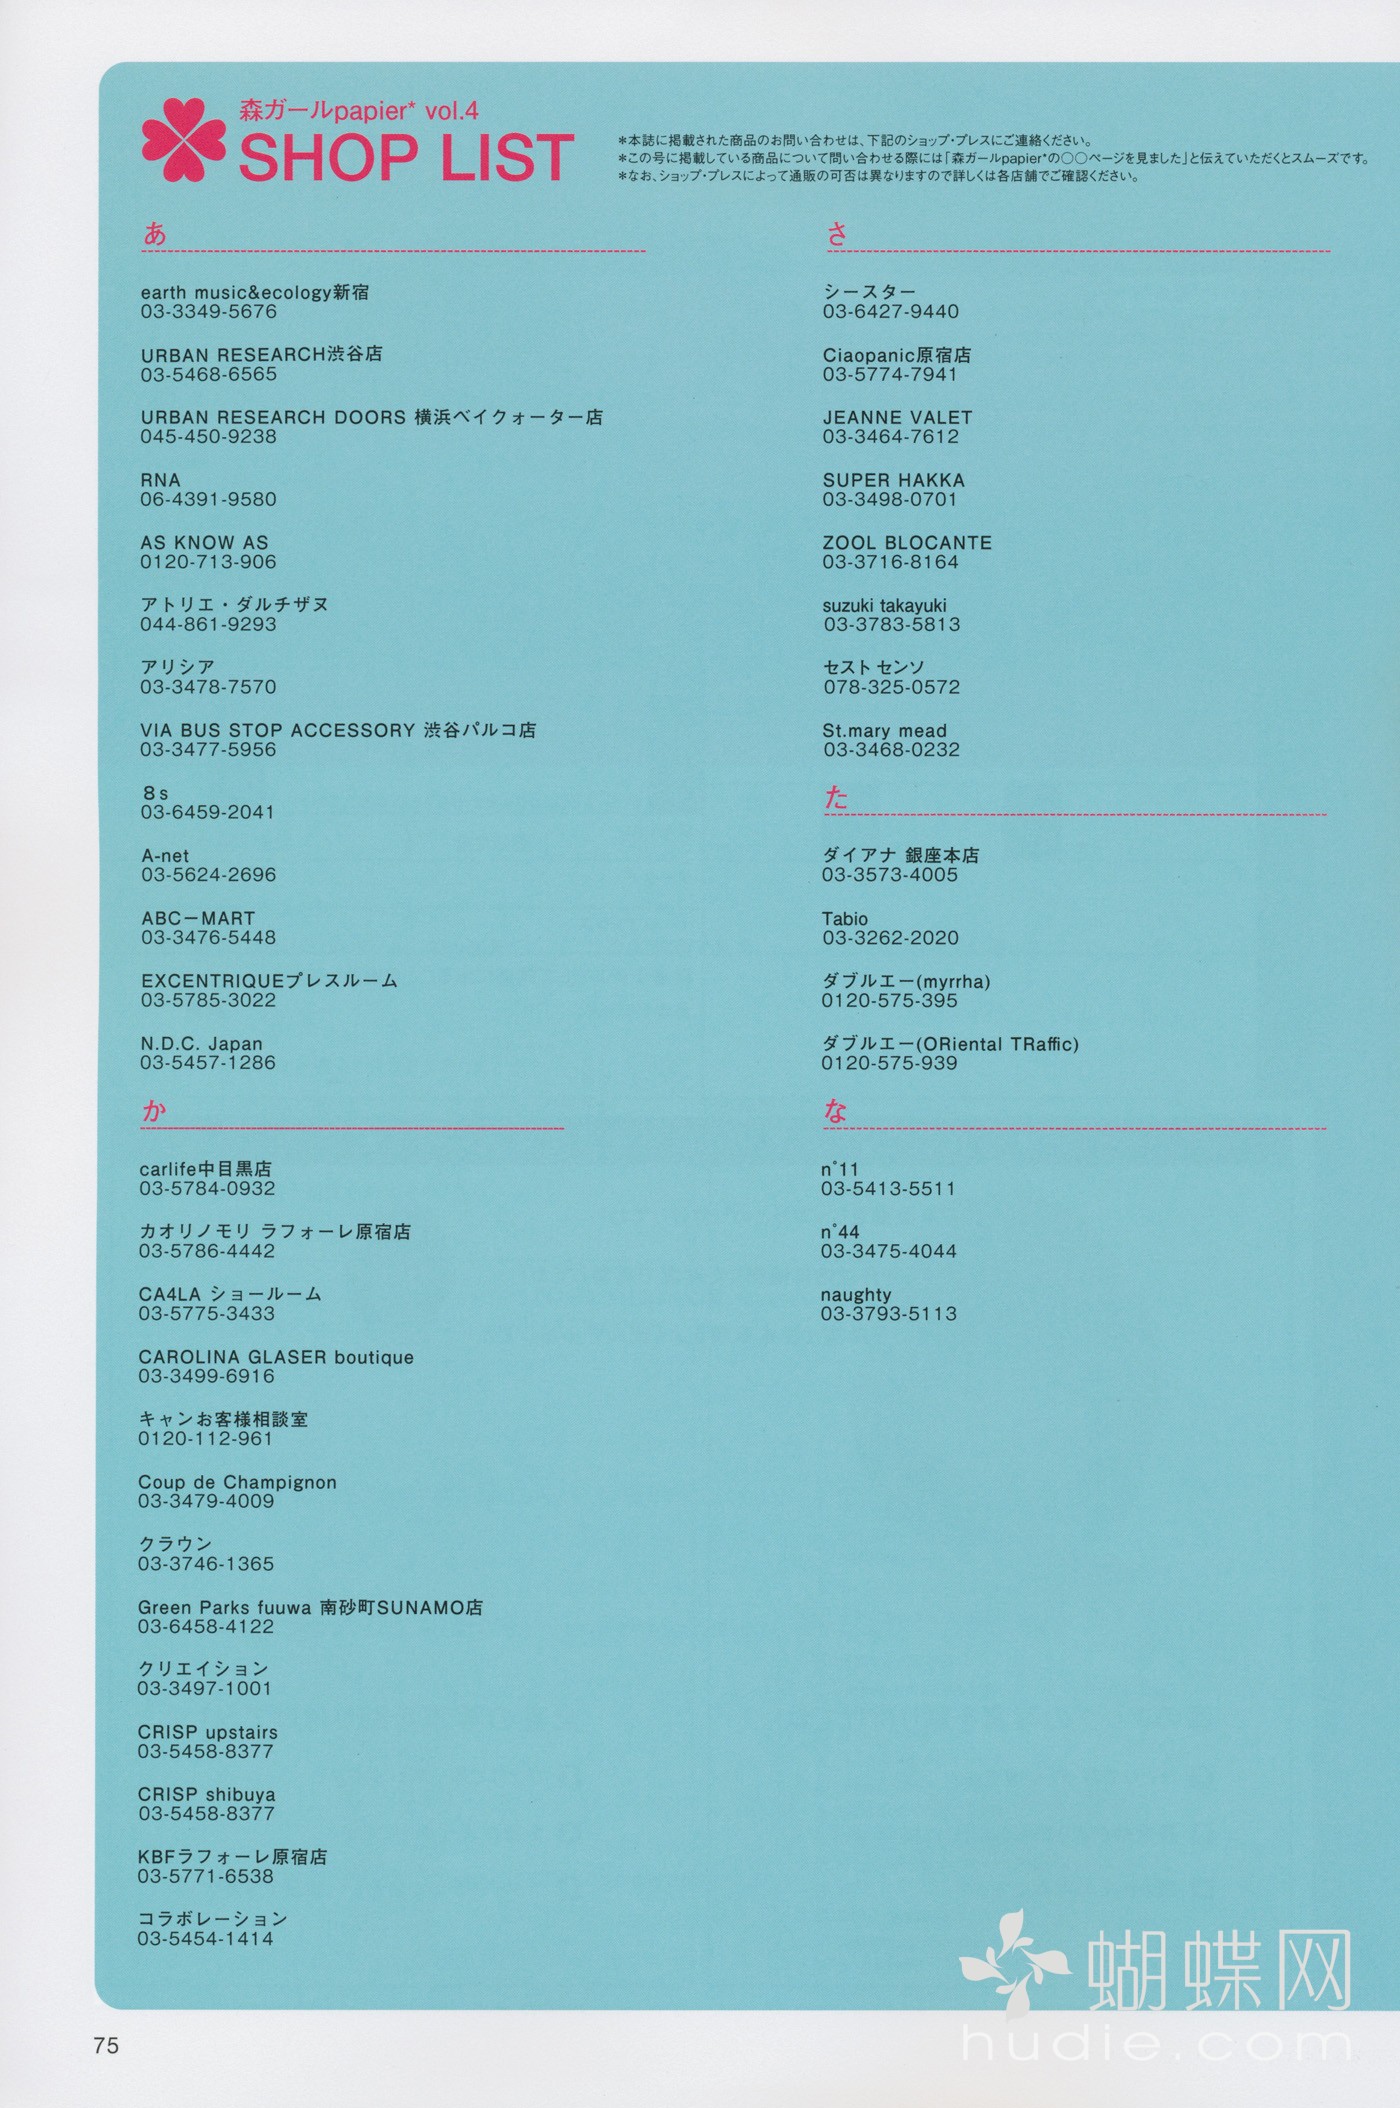 森ガールpapier* vol.4
SHOP LIST
＊本誌に掲載された商品のお問い合わせは、下記のショップ・プレスにご連絡ください。
＊この号に掲載している商品について問い合わせる際には「森ガールpapier*の〇〇ページを見ました」と伝えていただくとスムーズです。
＊なお、ショップ・プレスによって通販の可否は異なりますので詳しくは各店舗でご確認ください。
あ
earth music&ecology新宿
03-3349-5676
URBAN RESEARCH渋谷店
03-5468-6565
URBAN RESEARCH DOORS 横浜ベイクォーター店
045-450-9238
RNA
06-4391-9580
AS KNOW AS
0120-713-906
アトリエ・ダルチザヌ
044-861-9293
アリシア
03-3478-7570
VIA BUS STOP ACCESSORY 渋谷パルコ店
03-3477-5956
8s
03-6459-2041
A-net
03-5624-2696
ABC－MART
03-3476-5448
EXCENTRIQUEプレスルーム
03-5785-3022
N.D.C. Japan
03-5457-1286
か
carlife中目黒店
03-5784-0932
カオリノモリ ラフォーレ原宿店
03-5786-4442
CA4LA ショールーム
03-5775-3433
CAROLINA GLASER boutique
03-3499-6916
キャンお客様相談室
0120-112-961
Coup de Champignon
03-3479-4009
クラウン
03-3746-1365
Green Parks fuuwa 南砂町SUNAMO店
03-6458-4122
クリエイション
03-3497-1001
CRISP upstairs
03-5458-8377
CRISP shibuya
03-5458-8377
KBFラフォーレ原宿店
03-5771-6538
コラボレーション
03-5454-1414
さ
シースター
03-6427-9440
Ciaopanic原宿店
03-5774-7941
JEANNE VALET
03-3464-7612
SUPER HAKKA
03-3498-0701
ZOOL BLOCANTE
03-3716-8164
suzuki takayuki
03-3783-5813
セスト センソ
078-325-0572
St.mary mead
03-3468-0232
た
ダイアナ 銀座本店
03-3573-4005
Tabio
03-3262-2020
ダブルエー(myrrha)
0120-575-395
ダブルエー(ORiental TRaffic)
0120-575-939
な
n˚11
03-5413-5511
n˚44
03-3475-4044
naughty
03-3793-5113
蝴蝶网
hudie.com
75